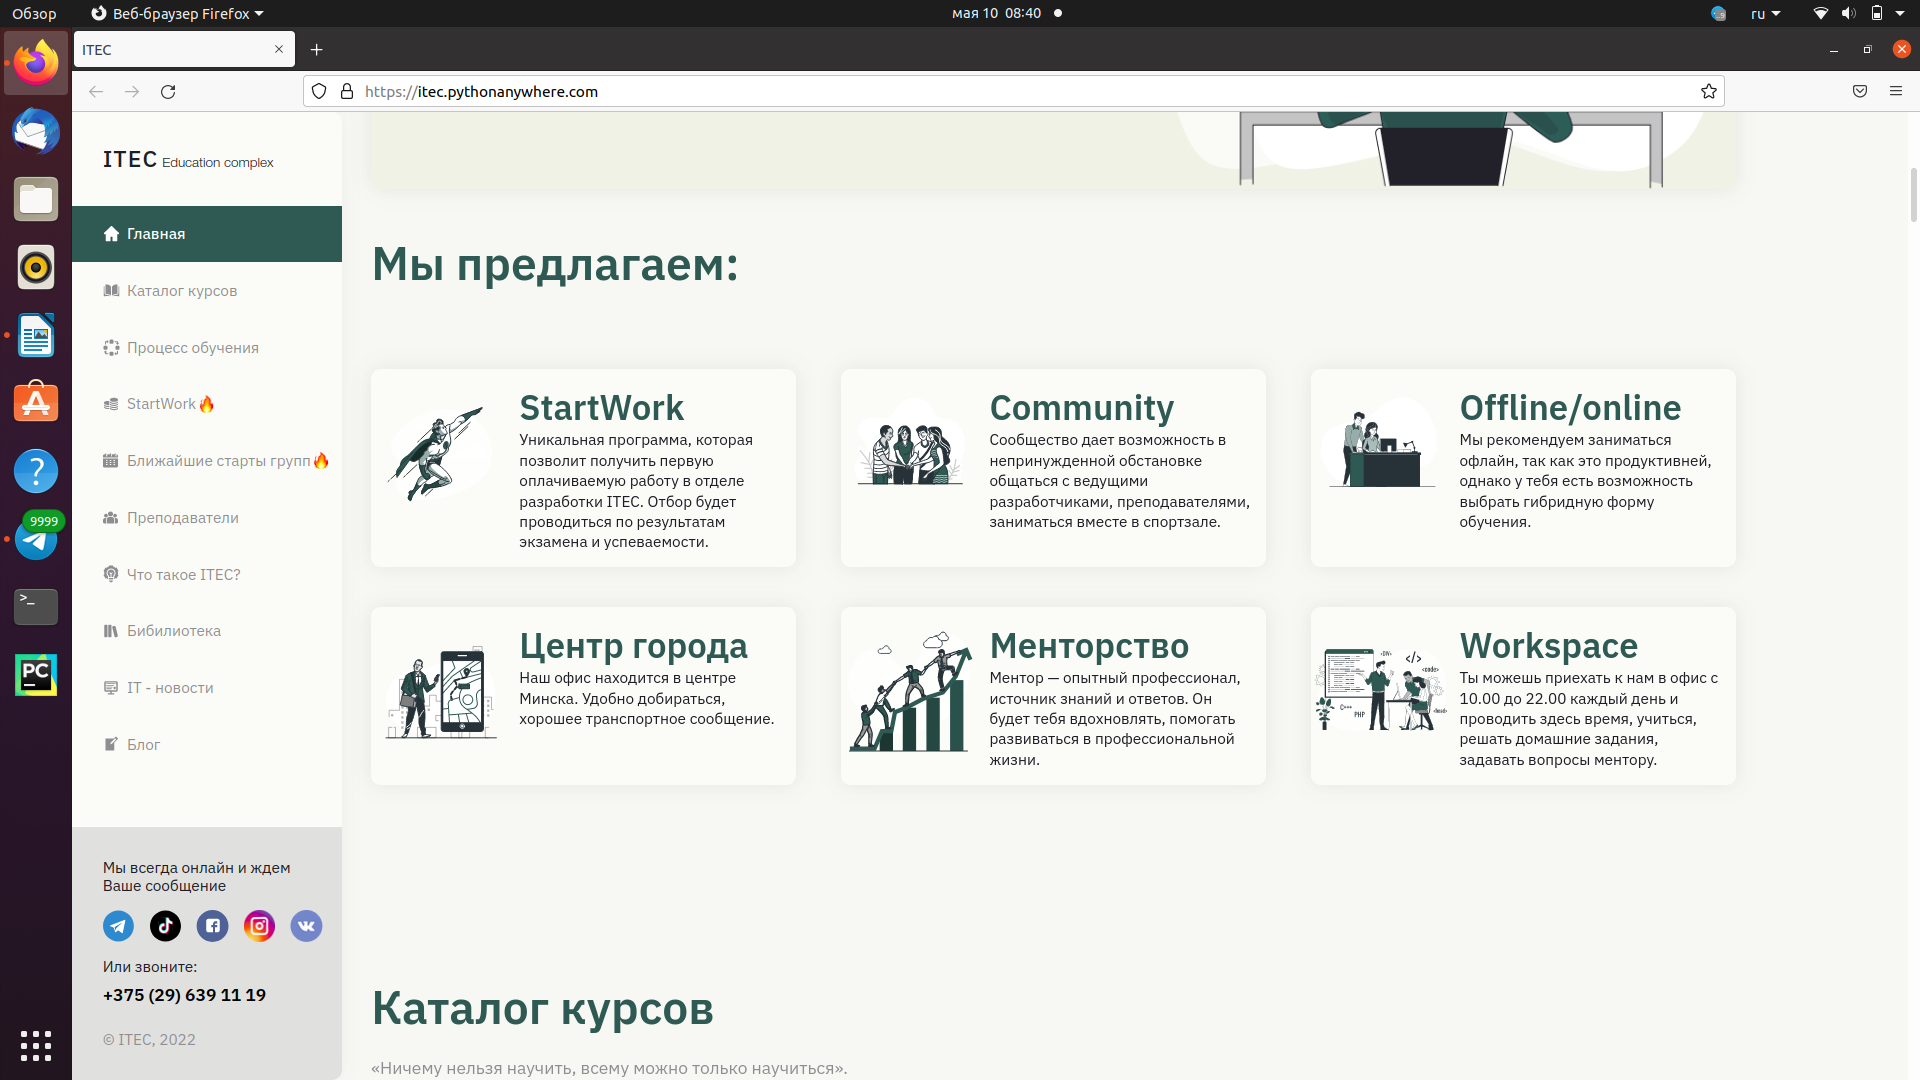 Обзор
Веб-браузер Firefox
мая 10 08:40
ru
ITEC
https://itec.pythonanywhere.com
9999
>_
PC
ITEC Education complex
Главная
Каталог курсов
Процесс обучения
StartWork🔥
Ближайшие старты групп🔥
Преподаватели
Что такое ITEC?
Бибилиотека
IT - новости
Блог
Мы всегда онлайн и ждем
Ваше сообщение
Или звоните:
+375 (29) 639 11 19
© ITEC, 2022
Мы предлагаем:
StartWork
Уникальная программа, которая
позволит получить первую
оплачиваемую работу в отделе
разработки ITEC. Отбор будет
проводиться по результатам
экзамена и успеваемости.
Community
Сообщество дает возможность в
непринужденной обстановке
общаться с ведущими
разработчиками, преподавателями,
заниматься вместе в спортзале.
Offline/online
Мы рекомендуем заниматься
офлайн, так как это продуктивней,
однако у тебя есть возможность
выбрать гибридную форму
обучения.
Центр города
Наш офис находится в центре
Минска. Удобно добираться,
хорошее транспортное сообщение.
Менторство
Ментор — опытный профессионал,
источник знаний и ответов. Он
будет тебя вдохновлять, помогать
развиваться в профессиональной
жизни.
</>
<code>
C++
PHP
Workspace
Ты можешь приехать к нам в офис с
10.00 до 22.00 каждый день и
проводить здесь время, учиться,
решать домашние задания,
задавать вопросы ментору.
Каталог курсов
«Ничему нельзя научить, всему можно только научиться».